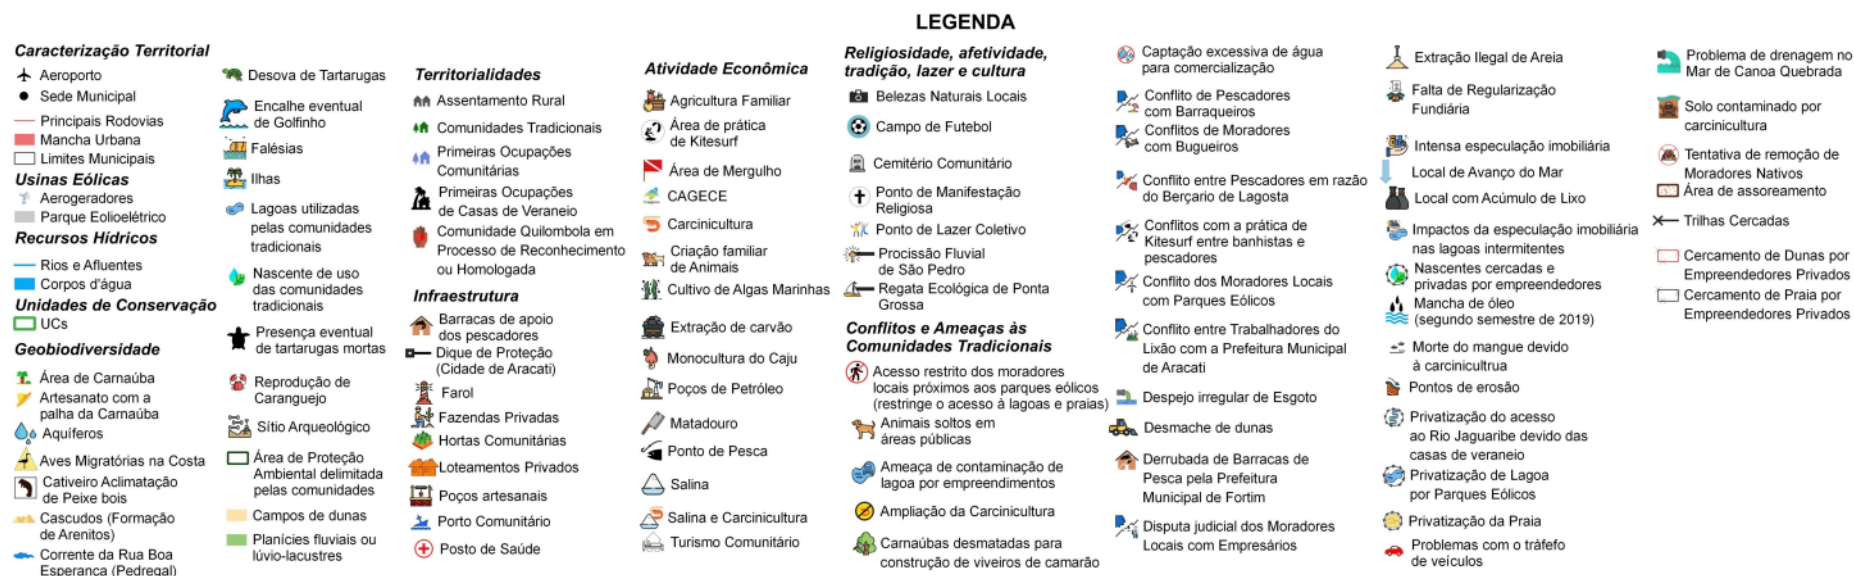 LEGENDA
Caracterização Territorial
Aeroporto
Sede Municipal
Principais Rodovias
Mancha Urbana
Limites Municipais
Usinas Eólicas
Aerogeradores
Parque Eolioelétrico
Recursos Hídricos
Rios e Afluentes
Corpos d'água
Unidades de Conservação
UCs
Geobiodiversidade
Área de Carnaúba
Artesanato com a
palha da Carnaúba
Aquíferos
Aves Migratórias na Costa
Cativeiro Aclimatação
de Peixe bois
Cascudos (Formação
de Arenitos)
Corrente da Rua Boa
Esperança (Pedregal)
Desova de Tartarugas
Encalhe eventual
de Golfinho
Falésias
Ilhas
Lagoas utilizadas
pelas comunidades
tradicionais
Nascente de uso
das comunidades
tradicionais
Presença eventual
de tartarugas mortas
Reprodução de
Caranguejo
Sítio Arqueológico
Área de Proteção
Ambiental delimitada
pelas comunidades
Campos de dunas
Planícies fluviais ou
lúvio-lacustres
Territorialidades
Assentamento Rural
Comunidades Tradicionais
Primeiras Ocupações
Comunitárias
Primeiras Ocupações
de Casas de Veraneio
Comunidade Quilombola em
Processo de Reconhecimento
ou Homologada
Infraestrutura
Barracas de apoio
dos pescadores
Dique de Proteção
(Cidade de Aracati)
Farol
Fazendas Privadas
Hortas Comunitárias
Loteamentos Privados
Poços artesanais
Porto Comunitário
Posto de Saúde
Atividade Econômica
Agricultura Familiar
Área de prática
de Kitesurf
Área de Mergulho
CAGECE
Carcinicultura
Criação familiar
de Animais
Cultivo de Algas Marinhas
Extração de carvão
Monocultura do Caju
Poços de Petróleo
Matadouro
Ponto de Pesca
Salina
Salina e Carcinicultura
Turismo Comunitário
Religiosidade, afetividade,
tradição, lazer e cultura
Belezas Naturais Locais
Campo de Futebol
Cemitério Comunitário
Ponto de Manifestação
Religiosa
Ponto de Lazer Coletivo
Procissão Fluvial
de São Pedro
Regata Ecológica de Ponta
Grossa
Conflitos e Ameaças às
Comunidades Tradicionais
Acesso restrito dos moradores
locais próximos aos parques eólicos
(restringe o acesso à lagoas e praias)
Animais soltos em
áreas públicas
Ameaça de contaminação de
lagoa por empreendimentos
Ampliação da Carcinicultura
Carnaúbas desmatadas para
construção de viveiros de camarão
Captação excessiva de água
para comercialização
Conflito de Pescadores
com Barraqueiros
Conflitos de Moradores
com Bugueiros
Conflito entre Pescadores em razão
do Berçario de Lagosta
Conflitos com a prática de
Kitesurf entre banhistas e
pescadores
Conflito dos Moradores Locais
com Parques Eólicos
Conflito entre Trabalhadores do
Lixão com a Prefeitura Municipal
de Aracati
Despejo irregular de Esgoto
Desmache de dunas
Derrubada de Barracas de
Pesca pela Prefeitura
Municipal de Fortim
Disputa judicial dos Moradores
Locais com Empresários
Extração Ilegal de Areia
Falta de Regularização
Fundiária
Intensa especulação imobiliária
Local de Avanço do Mar
Local com Acúmulo de Lixo
Impactos da especulação imobiliária
nas lagoas intermitentes
Nascentes cercadas e
privadas por empreendedores
Mancha de óleo
(segundo semestre de 2019)
Morte do mangue devido
à carcinicultrua
Pontos de erosão
Privatização do acesso
ao Rio Jaguaribe devido das
casas de veraneio
Privatização de Lagoa
por Parques Eólicos
Privatização da Praia
Problemas com o tráfefo
de veículos
Problema de drenagem no
Mar de Canoa Quebrada
Solo contaminado por
carcinicultura
Tentativa de remoção de
Moradores Nativos
Área de assoreamento
Trilhas Cercadas
Cercamento de Dunas por
Empreendedores Privados
Cercamento de Praia por
Empreendedores Privados